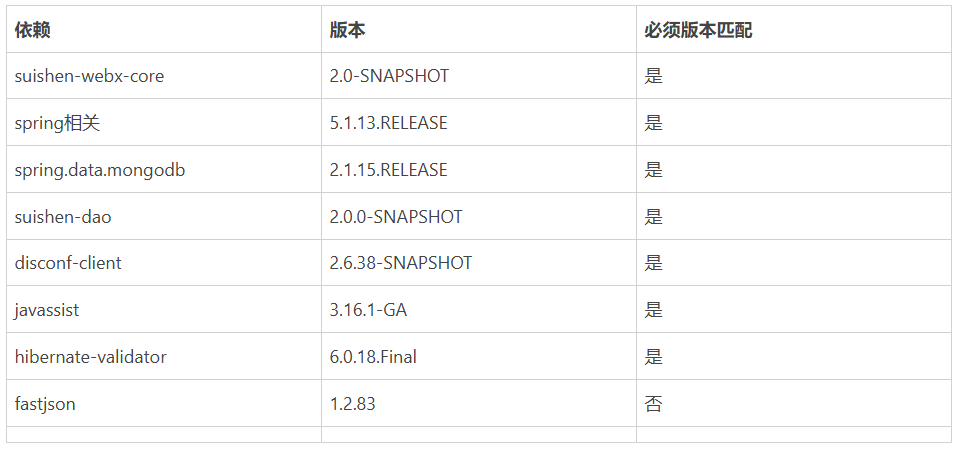 依赖 版本 必须版本匹配
suishen-webx-core 2.0-SNAPSHOT 是
spring相关 5.1.13.RELEASE 是
spring.data.mongodb 2.1.15.RELEASE 是
suishen-dao 2.0.0-SNAPSHOT 是
disconf-client 2.6.38-SNAPSHOT 是
javassist 3.16.1-GA 是
hibernate-validator 6.0.18.Final 是
fastjson 1.2.83 否